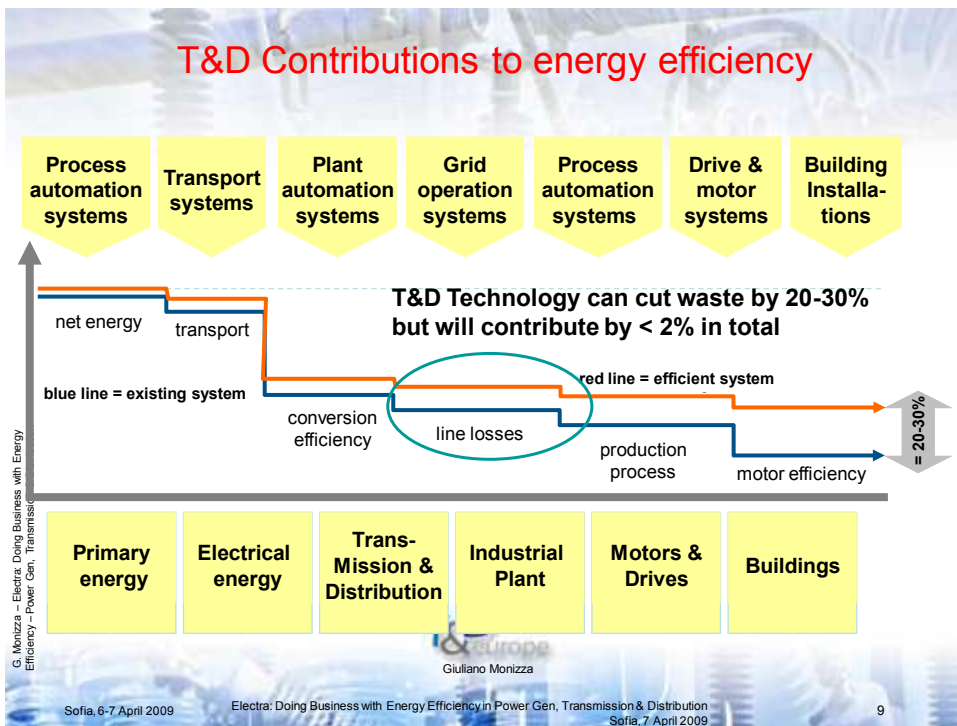 T&D Contributions to energy efficiency
Process
automation
systems
Transport
systems
Plant
automation
systems
Grid
operation
systems
Process
automation
systems
Drive &
motor
systems
Building
Installa-
tions
T&D Technology can cut waste by 20-30%
but will contribute by < 2% in total
net energy
transport
blue line = existing system
red line = efficient system
conversion
efficiency
line losses
production
process
motor efficiency
= 20-30%
G. Monizza – Electra: Doing Business with Energy
Efficiency – Power Gen, Transmission
Primary
energy
Electrical
energy
Trans-
Mission &
Distribution
Industrial
Plant
Motors &
Drives
Buildings
&europe
Giuliano Monizza
Sofia, 6-7 April 2009
Electra: Doing Business with Energy Efficiency in Power Gen, Transmission & Distribution
Sofia, 7 April 2009
9